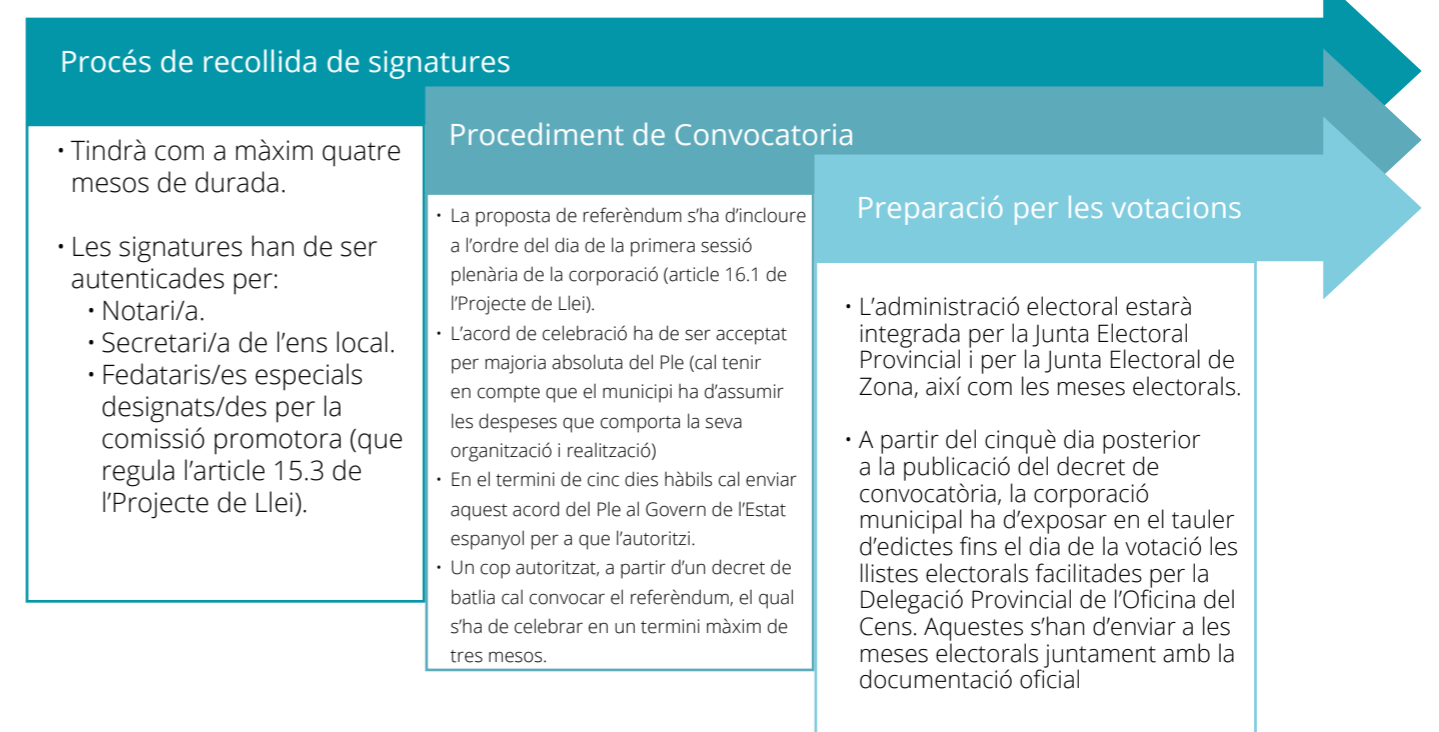 Procés de recollida de signatures
• Tindrà com a màxim quatre
mesos de durada.
• Les signatures han de ser
autenticades per:
• Notari/a.
• Secretari/a de l’ens local.
• Fedataris/es especials
designats/des per la
comissió promotora (que
regula l’article 15.3 de
l’Projecte de Llei).
Procediment de Convocatoria
• La proposta de referèndum s’ha d’incloure
a l’ordre del dia de la primera sessió
plenària de la corporació (article 16.1 de
l’Projecte de Llei).
• L’acord de celebració ha de ser acceptat
per majoria absoluta del Ple (cal tenir
en compte que el municipi ha d’assumir
les despeses que comporta la seva
organització i realització)
• En el termini de cinc dies hàbils cal enviar
aquest acord del Ple al Govern de l’Estat
espanyol per a que l’autoritzi.
• Un cop autoritzat, a partir d’un decret de
batlia cal convocar el referèndum, el qual
s’ha de celebrar en un termini màxim de
tres mesos.
Preparació per les votacions
• L’administració electoral estarà
integrada per la Junta Electoral
Provincial i per la Junta Electoral de
Zona, així com les meses electorals.
• A partir del cinquè dia posterior
a la publicació del decret de
convocatòria, la corporació
municipal ha d’exposar en el tauler
d’edictes fins el dia de la votació les
llistes electorals facilitades per la
Delegació Provincial de l’Oficina del
Cens. Aquestes s’han d’enviar a les
meses electorals juntament amb la
documentació oficial